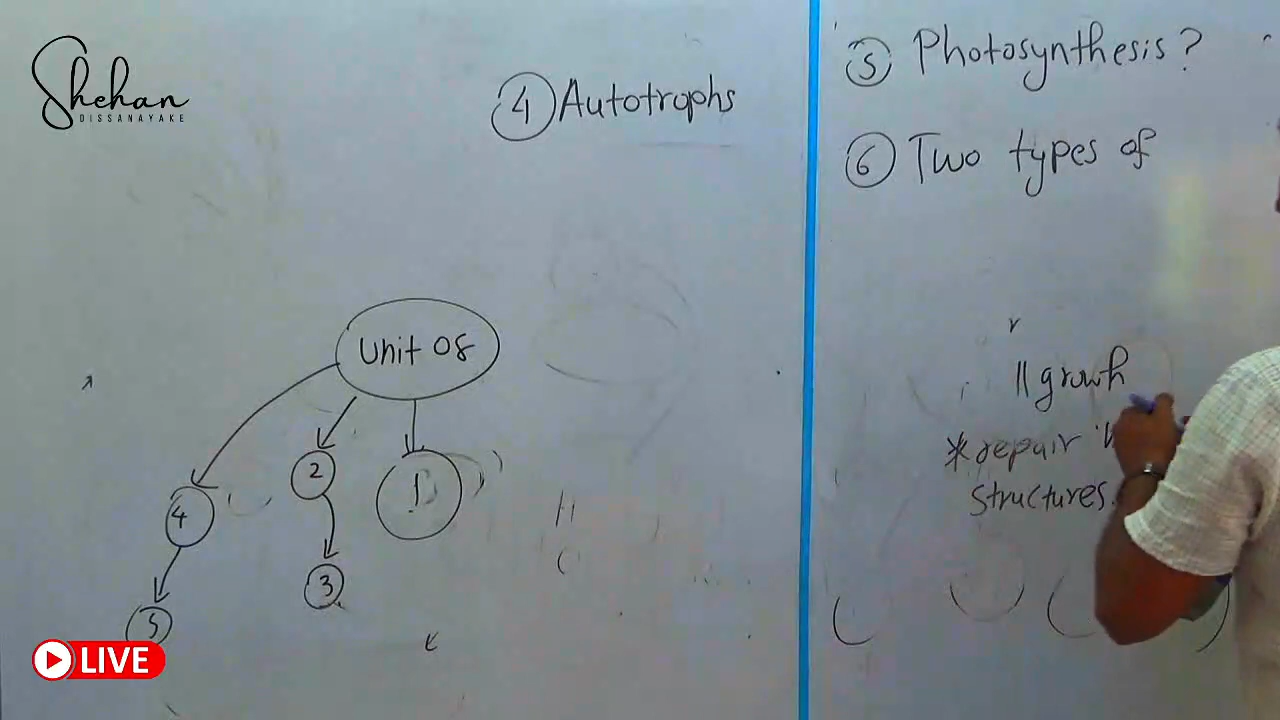 Shehan
DISSANAYAKE
④ Autotrophs
Unit 08
4
2
1
3
5
⑤ Photosynthesis?
⑥ Two types of
growth
*repair
structures.
LIVE